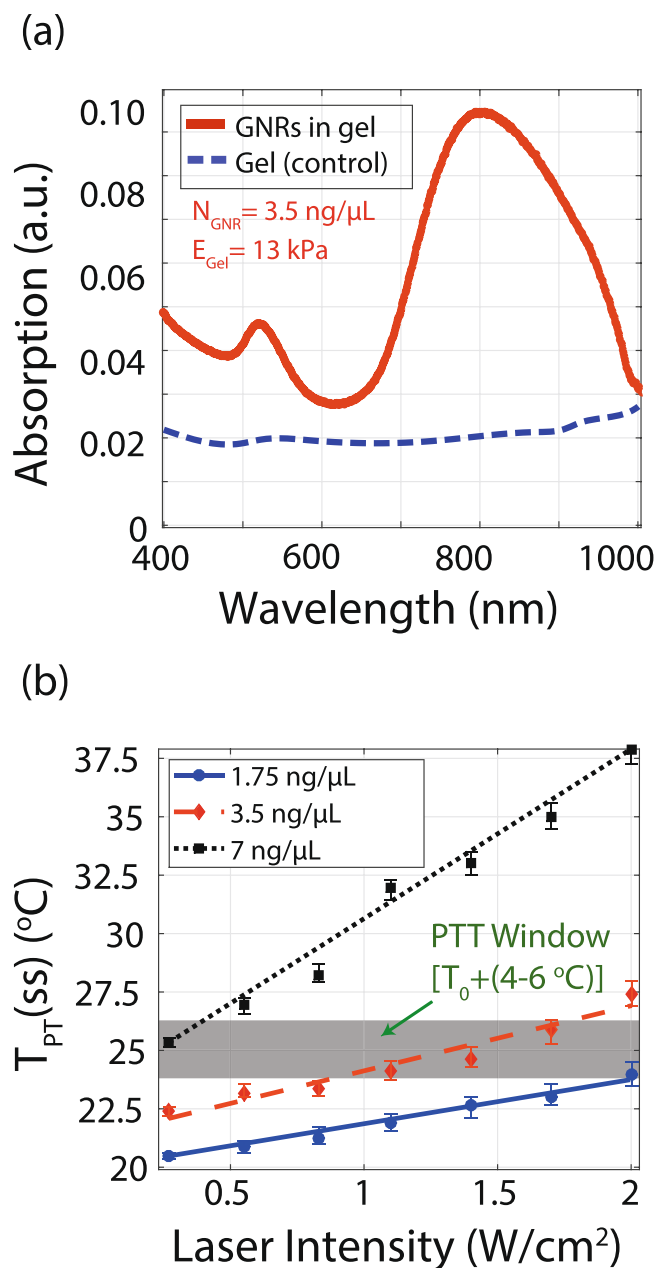 (a)
0.10
0.08
0.06
0.04
0.02
0
Absorption (a.u.)
GNRs in gel
Gel (control)
N_GNR= 3.5 ng/μL
E_Gel= 13 kPa
400 600 800 1000
Wavelength (nm)
(b)
37.5
35
32.5
30
27.5
25
22.5
20
T_PT(ss) (°C)
1.75 ng/μL
3.5 ng/μL
7 ng/μL
PTT Window
[T_0+(4-6 °C)]
0.5 1 1.5 2
Laser Intensity (W/cm²)